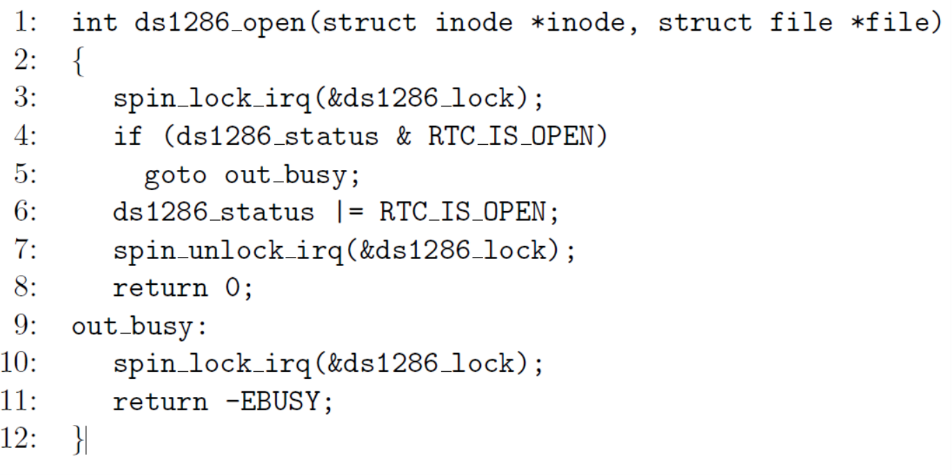 1: int ds1286_open(struct inode *inode, struct file *file)
2: {
3: spin_lock_irq(&ds1286_lock);
4: if (ds1286_status & RTC_IS_OPEN)
5: goto out_busy;
6: ds1286_status |= RTC_IS_OPEN;
7: spin_unlock_irq(&ds1286_lock);
8: return 0;
9: out_busy:
10: spin_lock_irq(&ds1286_lock);
11: return -EBUSY;
12: }